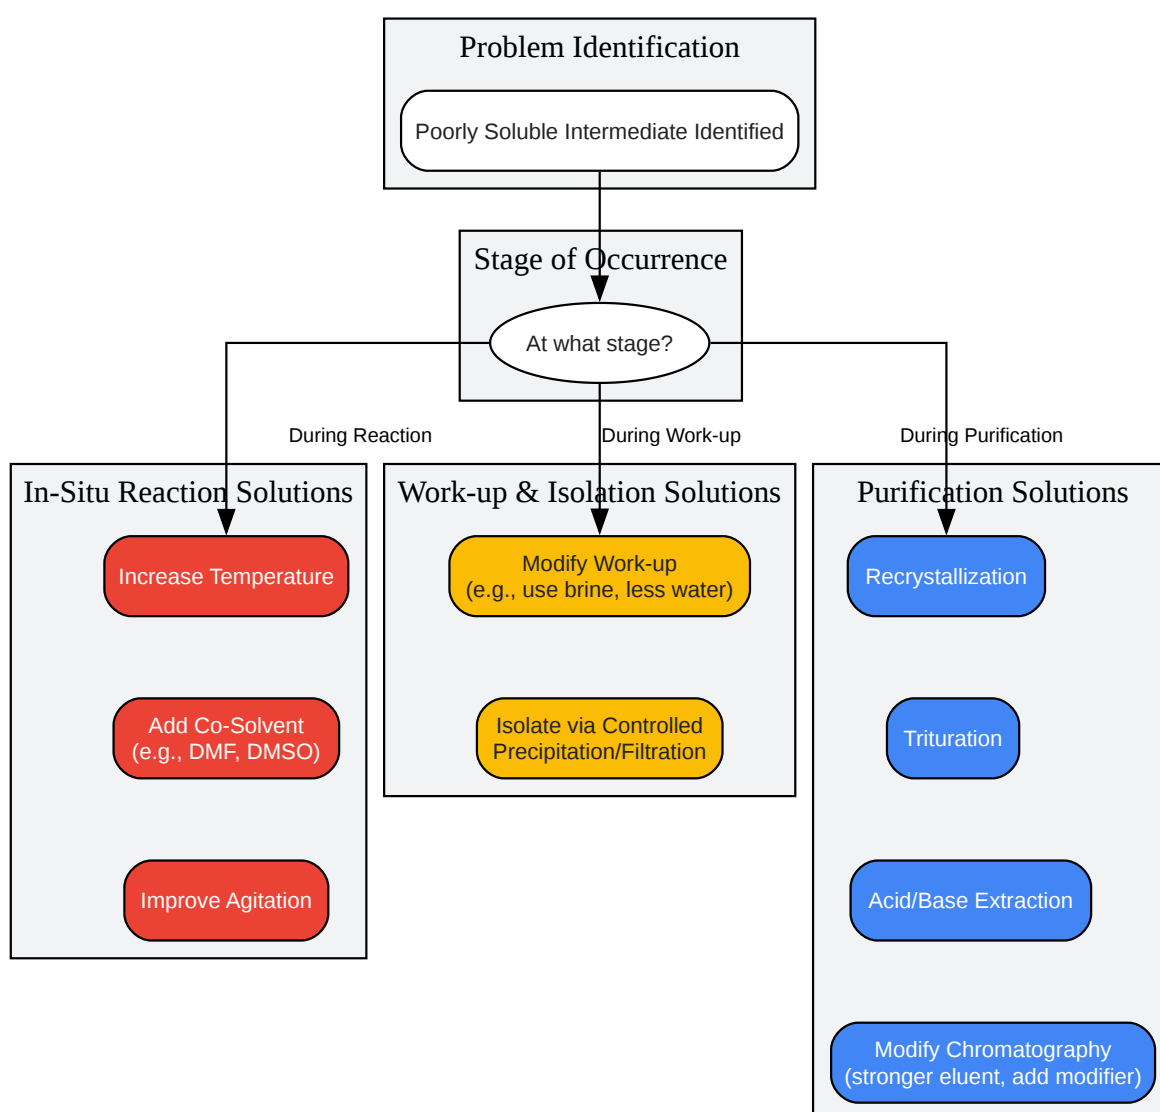 Problem Identification
Poorly Soluble Intermediate Identified
Stage of Occurrence
At what stage?
During Reaction
During Work-up
During Purification
In-Situ Reaction Solutions
Increase Temperature
Add Co-Solvent
(e.g., DMF, DMSO)
Improve Agitation
Work-up & Isolation Solutions
Modify Work-up
(e.g., use brine, less water)
Isolate via Controlled
Precipitation/Filtration
Purification Solutions
Recrystallization
Trituration
Acid/Base Extraction
Modify Chromatography
(stronger eluent, add modifier)